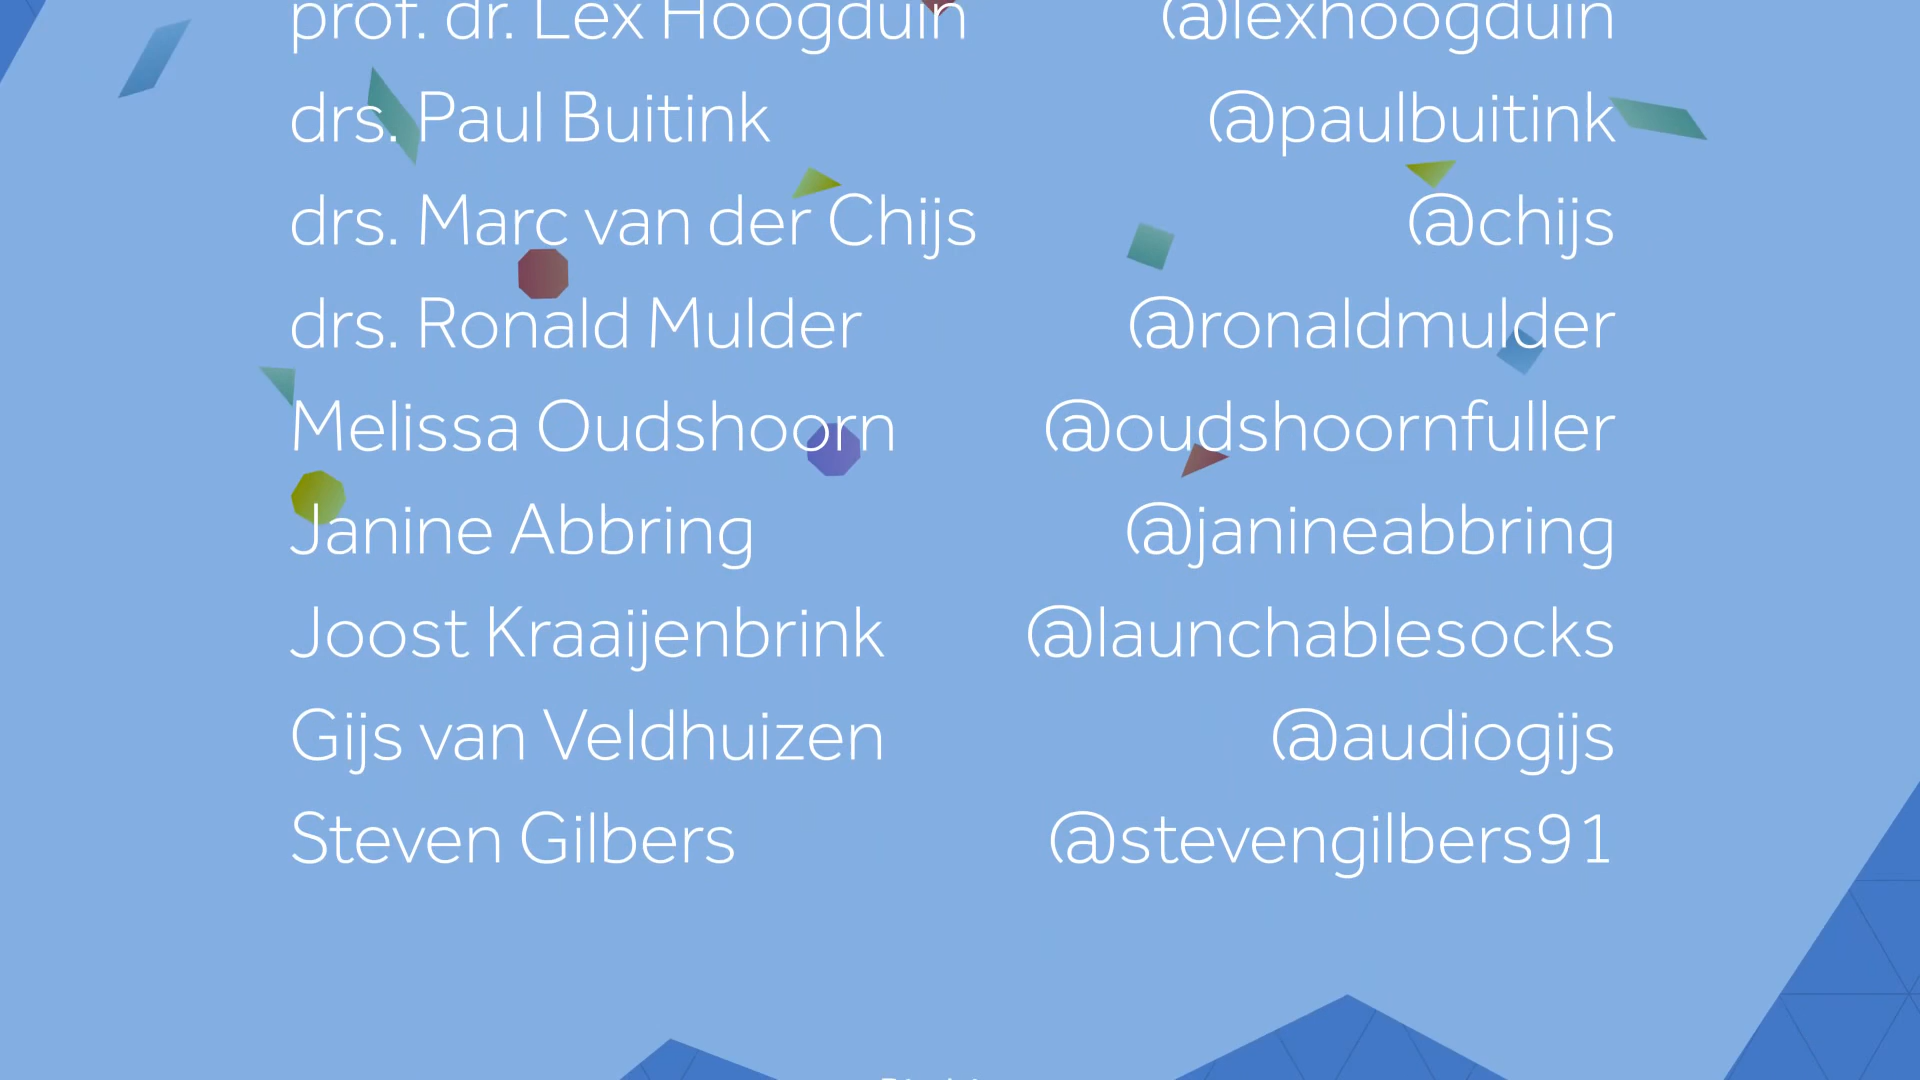 prof. dr. Lex Hoogduin @lexhoogduin
drs. Paul Buitink @paulbuitink
drs. Marc van der Chijs @chijs
drs. Ronald Mulder @ronaldmulder
Melissa Oudshoorn @oudshoornfuller
Janine Abbring @janineabbring
Joost Kraaijenbrink @launchablesocks
Gijs van Veldhuizen @audiogijs
Steven Gilbers @stevengilbers91